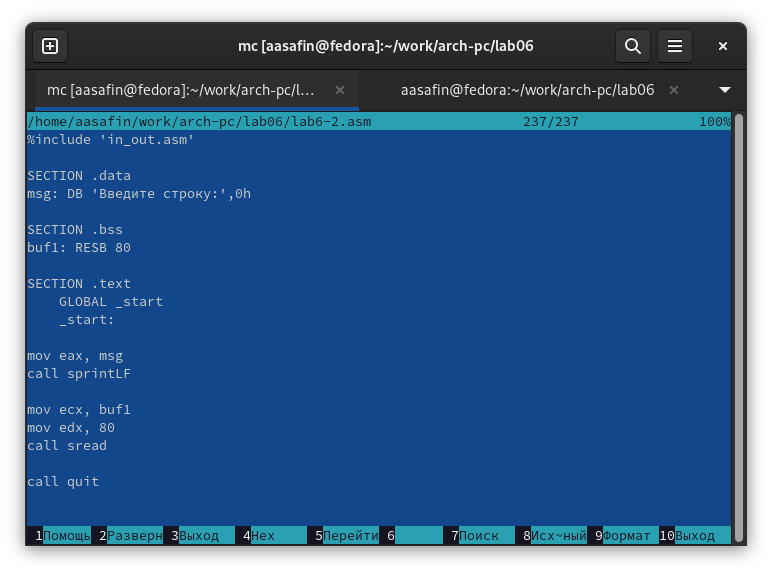 mc [aasafin@fedora]:~/work/arch-pc/lab06
mc [aasafin@fedora]:~/work/arch-pc/l... × aasafin@fedora:~/work/arch-pc/lab06 ×
/home/aasafin/work/arch-pc/lab06/lab6-2.asm 237/237 100%
%include 'in_out.asm'
SECTION .data
msg: DB 'Введите строку:',0h
SECTION .bss
buf1: RESB 80
SECTION .text
GLOBAL _start
_start:
mov eax, msg
call sprintLF
mov ecx, buf1
mov edx, 80
call sread
call quit
1Помощь 2Разверн 3Выход 4Hex 5Перейти 6 7Поиск 8Исх~ный 9Формат 10Выход